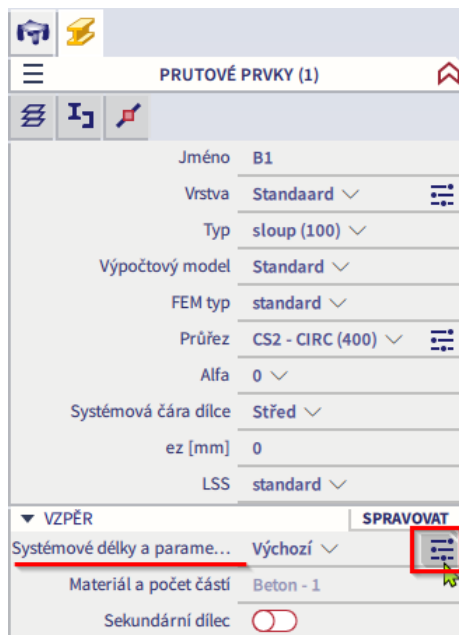 PRUTOVÉ PRVKY (1)
Jméno B1
Vrstva Standaard
Typ sloup (100)
Výpočtový model Standard
FEM typ standard
Průřez CS2 - CIRC (400)
Alfa 0
Systémová čára dílce Střed
ez [mm] 0
LSS standard
VZPĚR SPRAVOVAT
Systémové délky a parame... Výchozí
Materiál a počet částí Beton - 1
Sekundární dílec